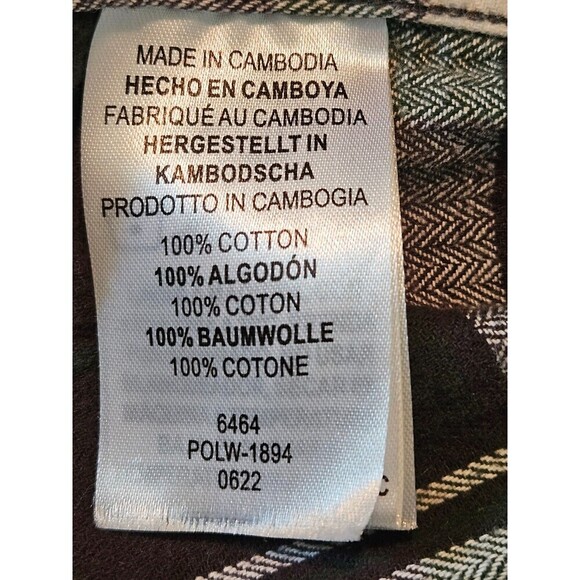 MADE IN CAMBODIA
HECHO EN CAMBOYA
FABRIQUÉ AU CAMBODIA
HERGESTELLT IN
KAMBODSCHA
PRODOTTO IN CAMBOGIA
100% COTTON
100% ALGODÓN
100% COTON
100% BAUMWOLLE
100% COTONE
6464
POLW-1894
0622
C